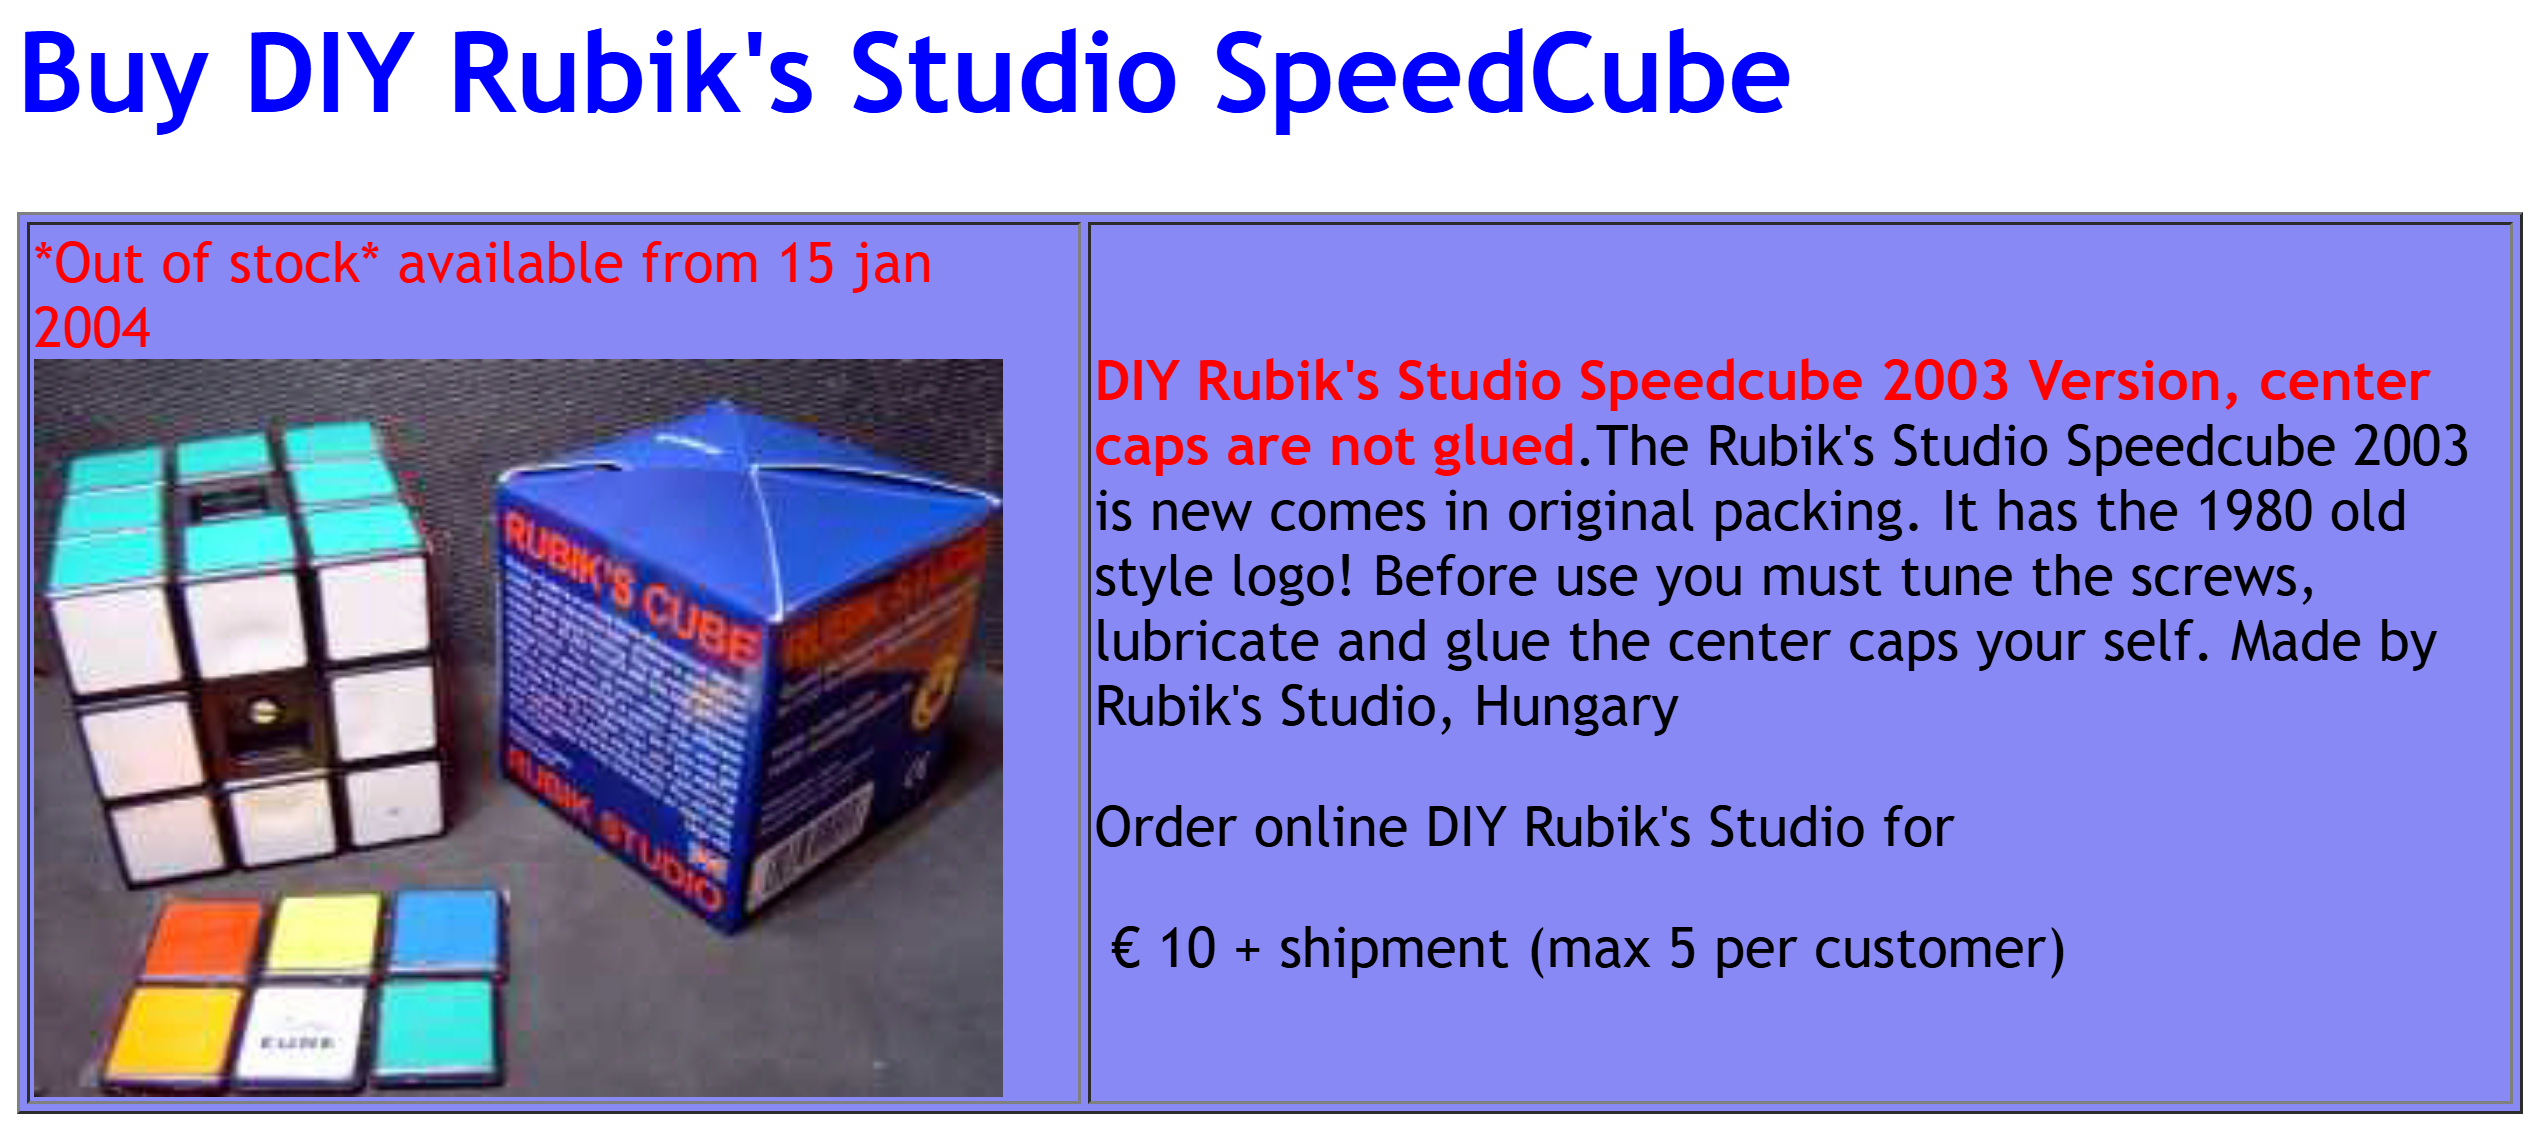 Buy DIY Rubik's Studio SpeedCube
*Out of stock* available from 15 jan
2004
RUBIK'S CUBE
RUBIK STUDIO
RUBIK STUDIO
DIY Rubik's Studio Speedcube 2003 Version, center
caps are not glued.The Rubik's Studio Speedcube 2003
is new comes in original packing. It has the 1980 old
style logo! Before use you must tune the screws,
lubricate and glue the center caps your self. Made by
Rubik's Studio, Hungary
Order online DIY Rubik's Studio for
€ 10 + shipment (max 5 per customer)